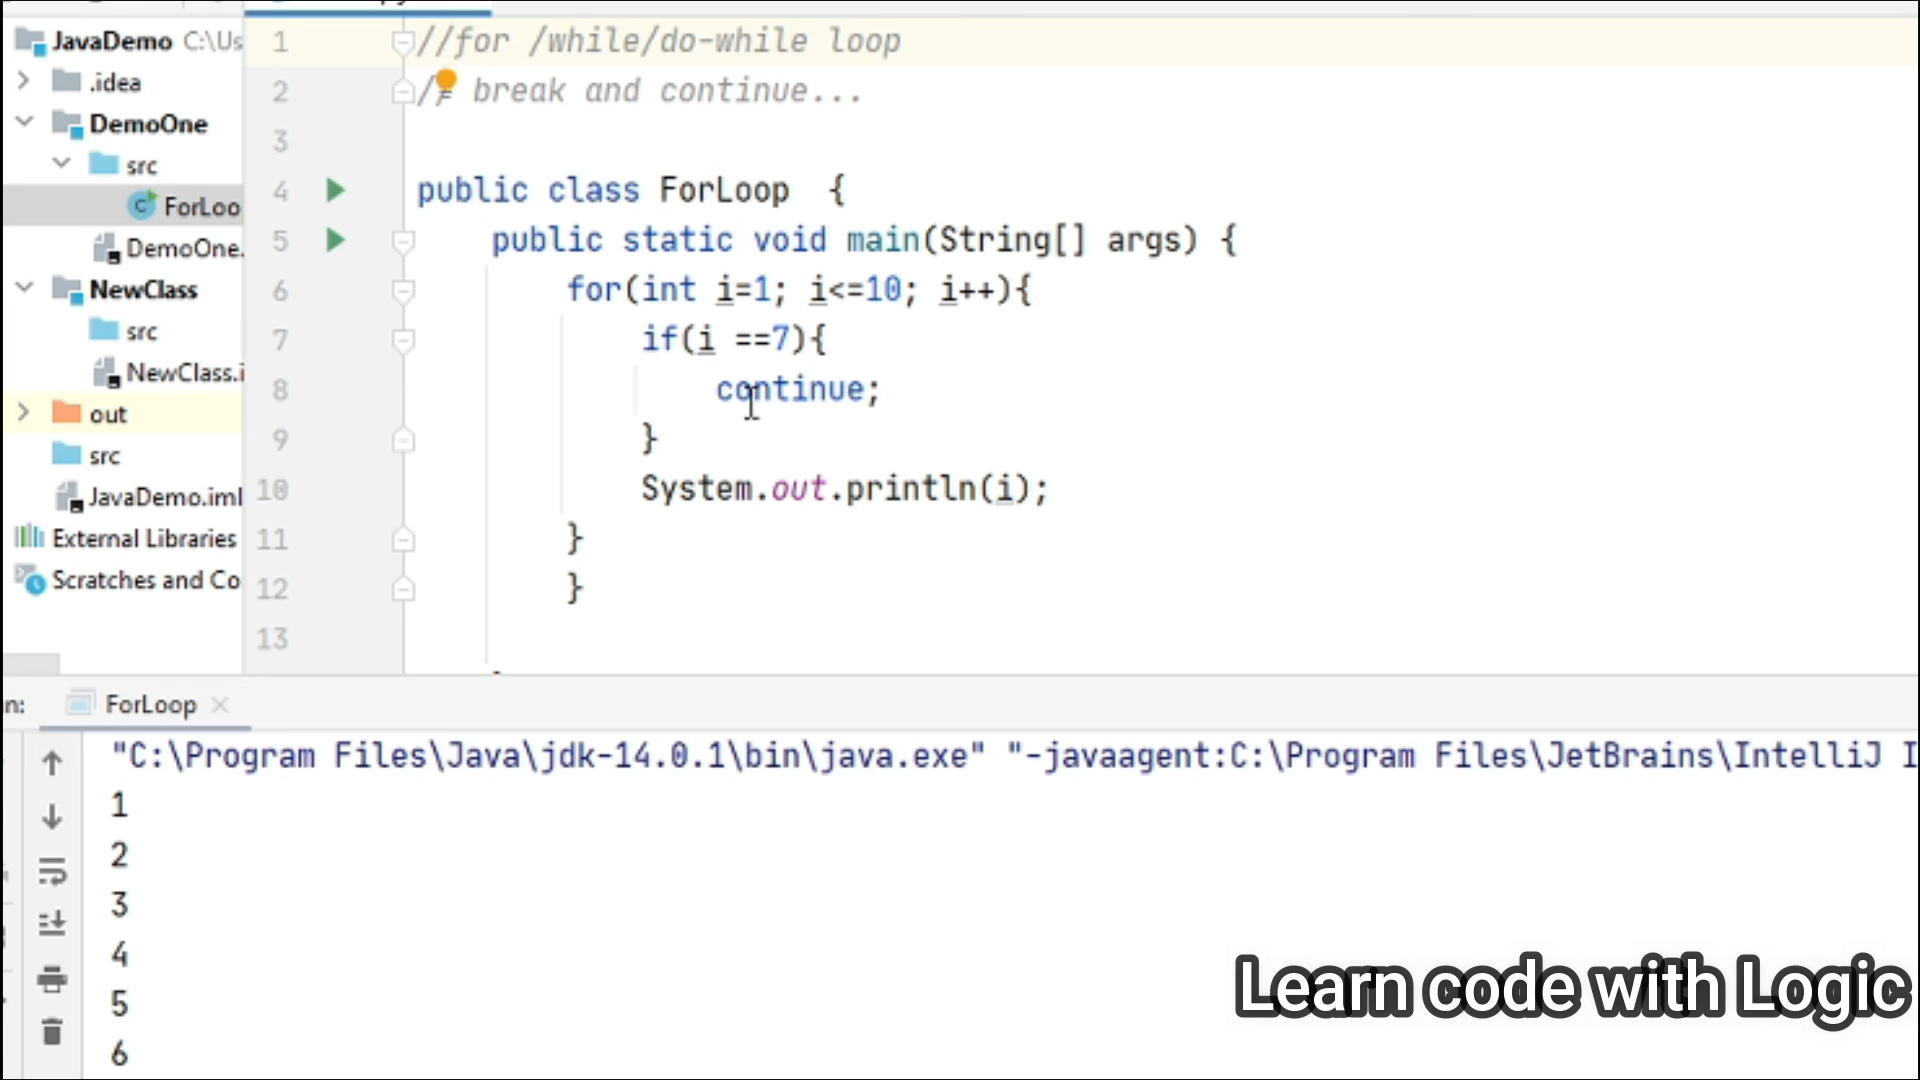 JavaDemo C:\Us
.idea
DemoOne
src
ForLoo
DemoOne.
NewClass
src
NewClass.i
out
src
JavaDemo.iml
External Libraries
Scratches and Co
1 //for /while/do-while loop
2 // break and continue...
3
4 public class ForLoop {
5 public static void main(String[] args) {
6 for(int i=1; i<=10; i++){
7 if(i ==7){
8 continue;
9 }
10 System.out.println(i);
11 }
12 }
13
n: ForLoop
"C:\Program Files\Java\jdk-14.0.1\bin\java.exe" "-javaagent:C:\Program Files\JetBrains\IntelliJ I
1
2
3
4
5
6
Learn code with Logic